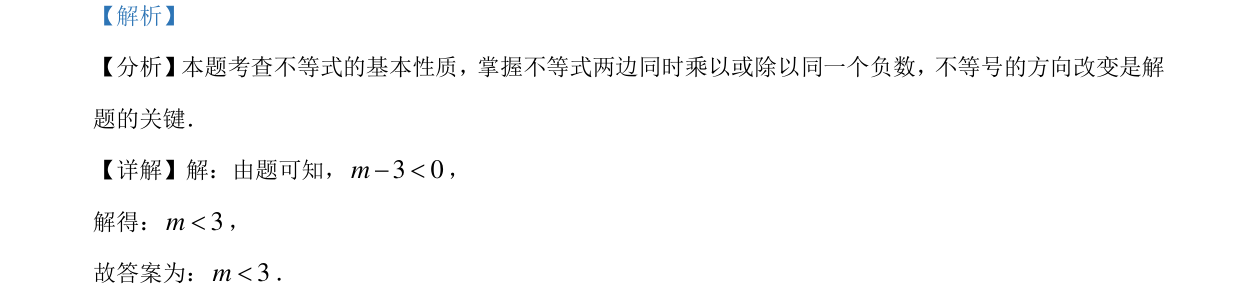 【解析】
【分析】本题考查不等式的基本性质，掌握不等式两边同时乘以或除以同一个负数，不等号的方向改变是解
题的关键．
【详解】解：由题可知，m−3<0，
解得：m<3，
故答案为：m<3．